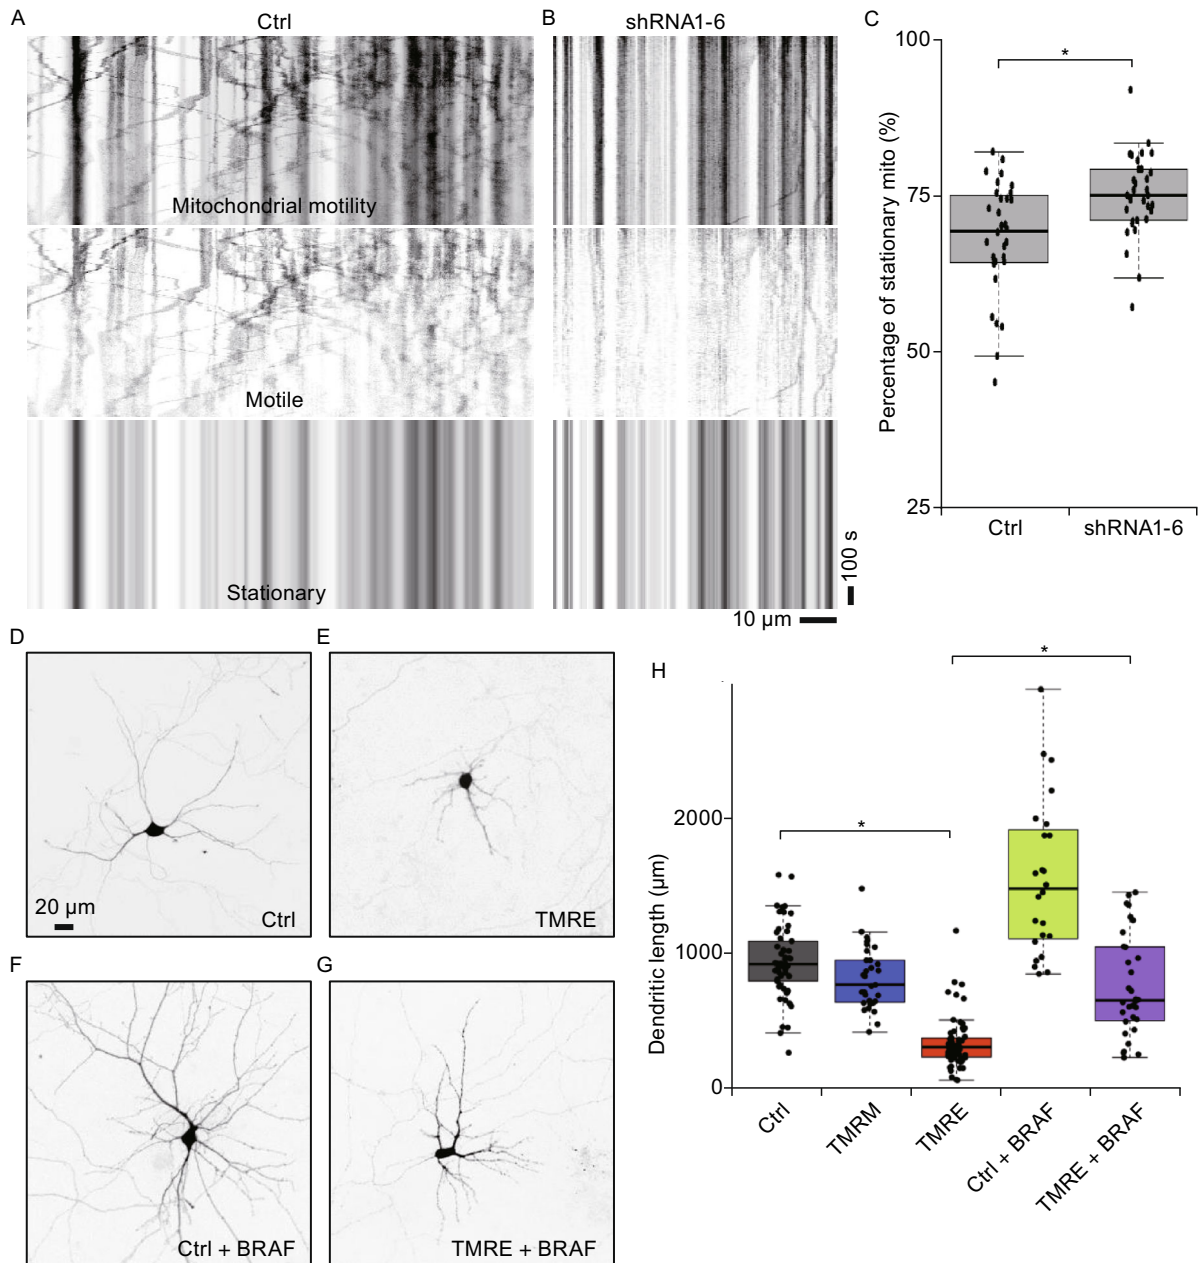 A
Ctrl
B
shRNA1-6
C
Mitochondrial motility
Motile
Stationary
10 µm
100 s
Percentage of stationary mito (%)
100
75
50
25
*
Ctrl
shRNA1-6
D
E
20 µm
Ctrl
TMRE
F
G
Ctrl + BRAF
TMRE + BRAF
H
Dendritic length (µm)
2000
1000
0
*
*
Ctrl
TMRM
TMRE
Ctrl + BRAF
TMRE + BRAF